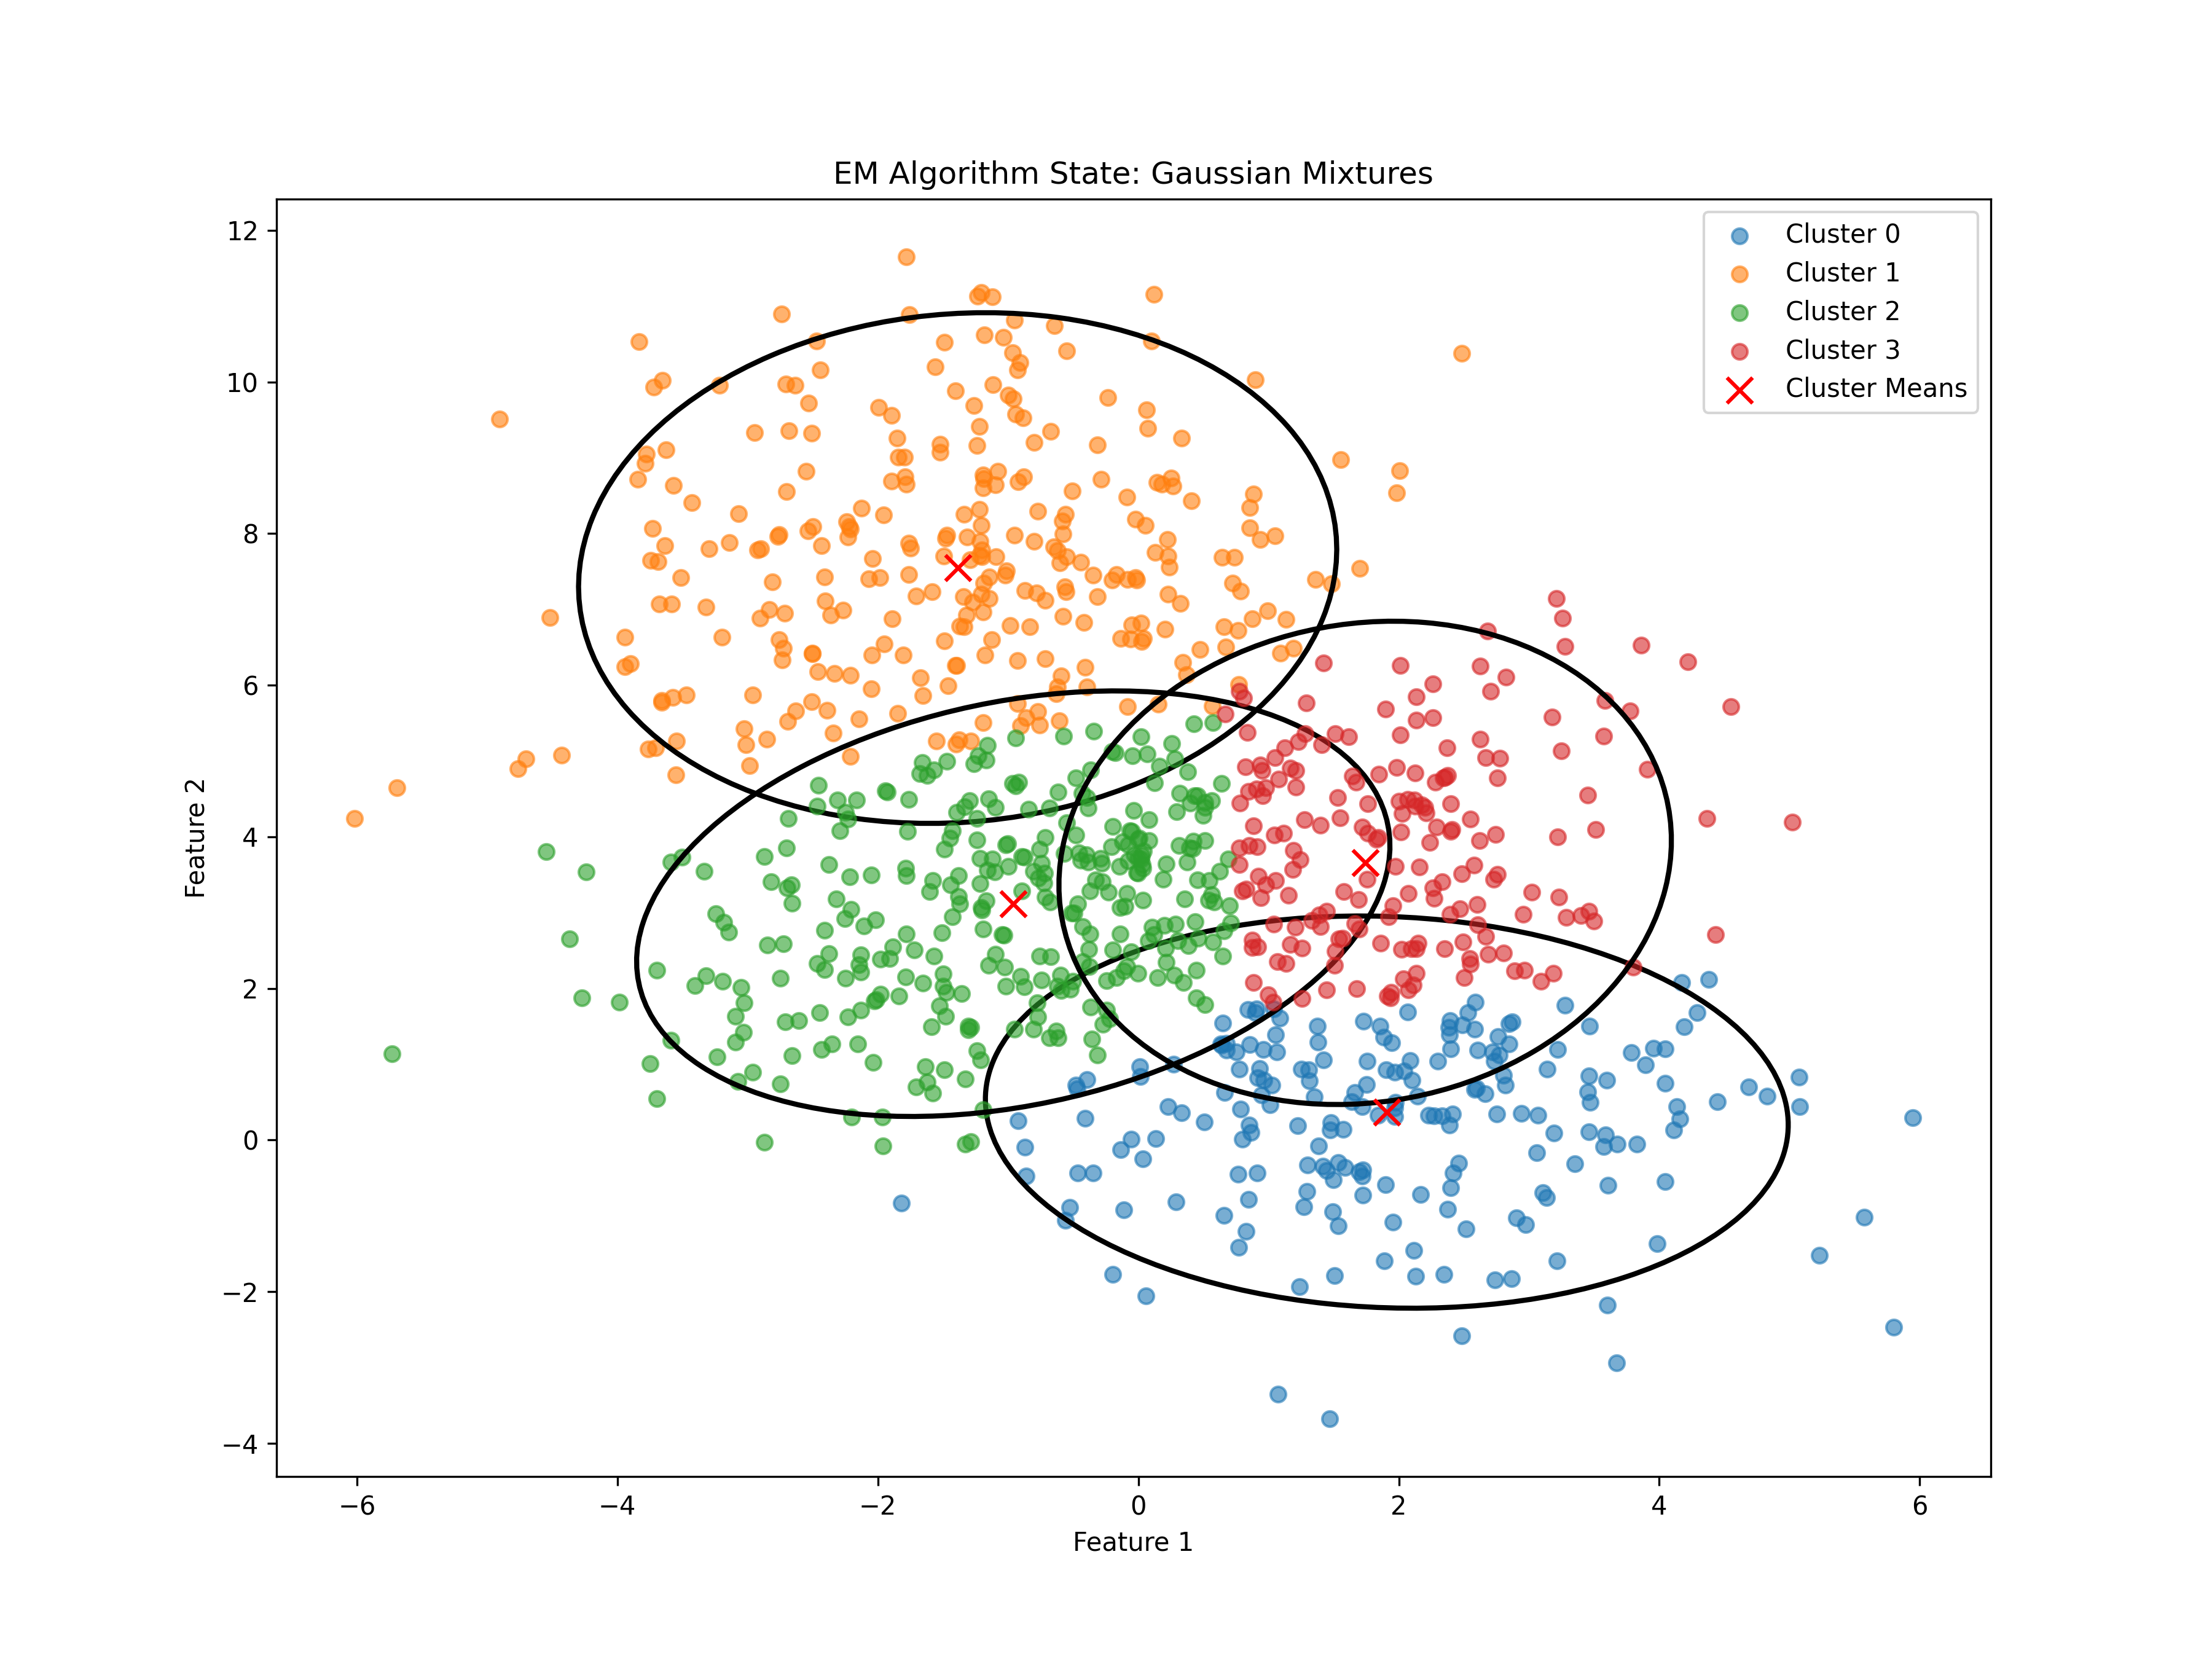 EM Algorithm State: Gaussian Mixtures
Cluster 0
Cluster 1
Cluster 2
Cluster 3
Cluster Means
12
10
8
6
4
2
0
−2
−4
Feature 2
−6
−4
−2
0
2
4
6
Feature 1